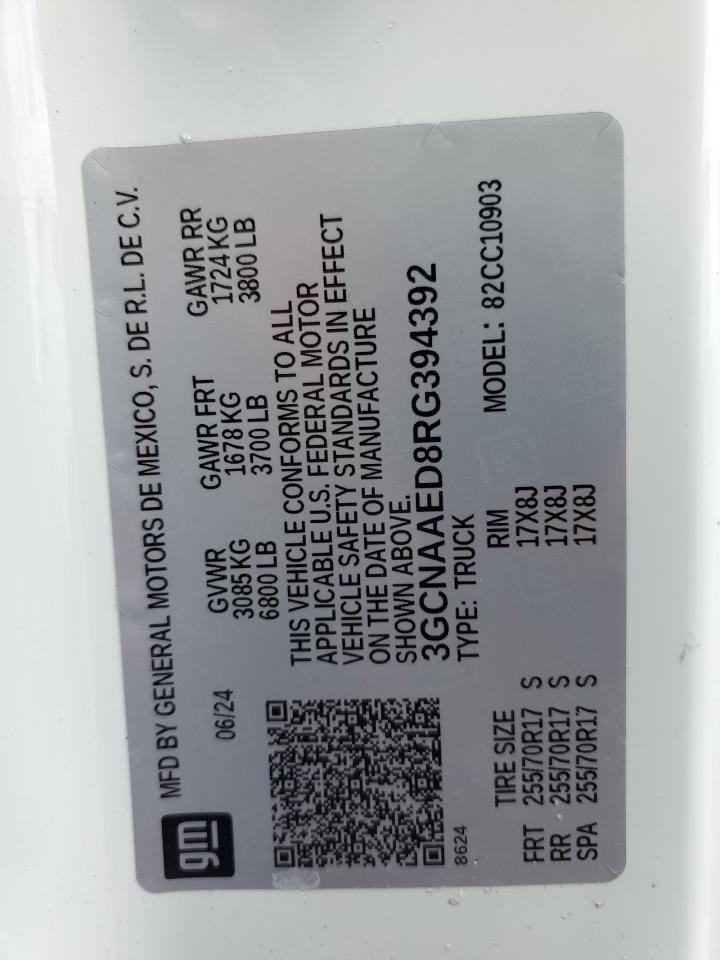 gm
MFD BY GENERAL MOTORS DE MEXICO, S. DE R.L. DE C.V.
06/24
GVWR GAWR FRT GAWR RR
3085 KG 1678 KG 1724 KG
6800 LB 3700 LB 3800 LB
THIS VEHICLE CONFORMS TO ALL
APPLICABLE U.S. FEDERAL MOTOR
VEHICLE SAFETY STANDARDS IN EFFECT
ON THE DATE OF MANUFACTURE
SHOWN ABOVE.
3GCNAAED8RG394392
TYPE: TRUCK MODEL: 82CC10903
8624
TIRE SIZE RIM
FRT 255/70R17 S 17X8J
RR 255/70R17 S 17X8J
SPA 255/70R17 S 17X8J